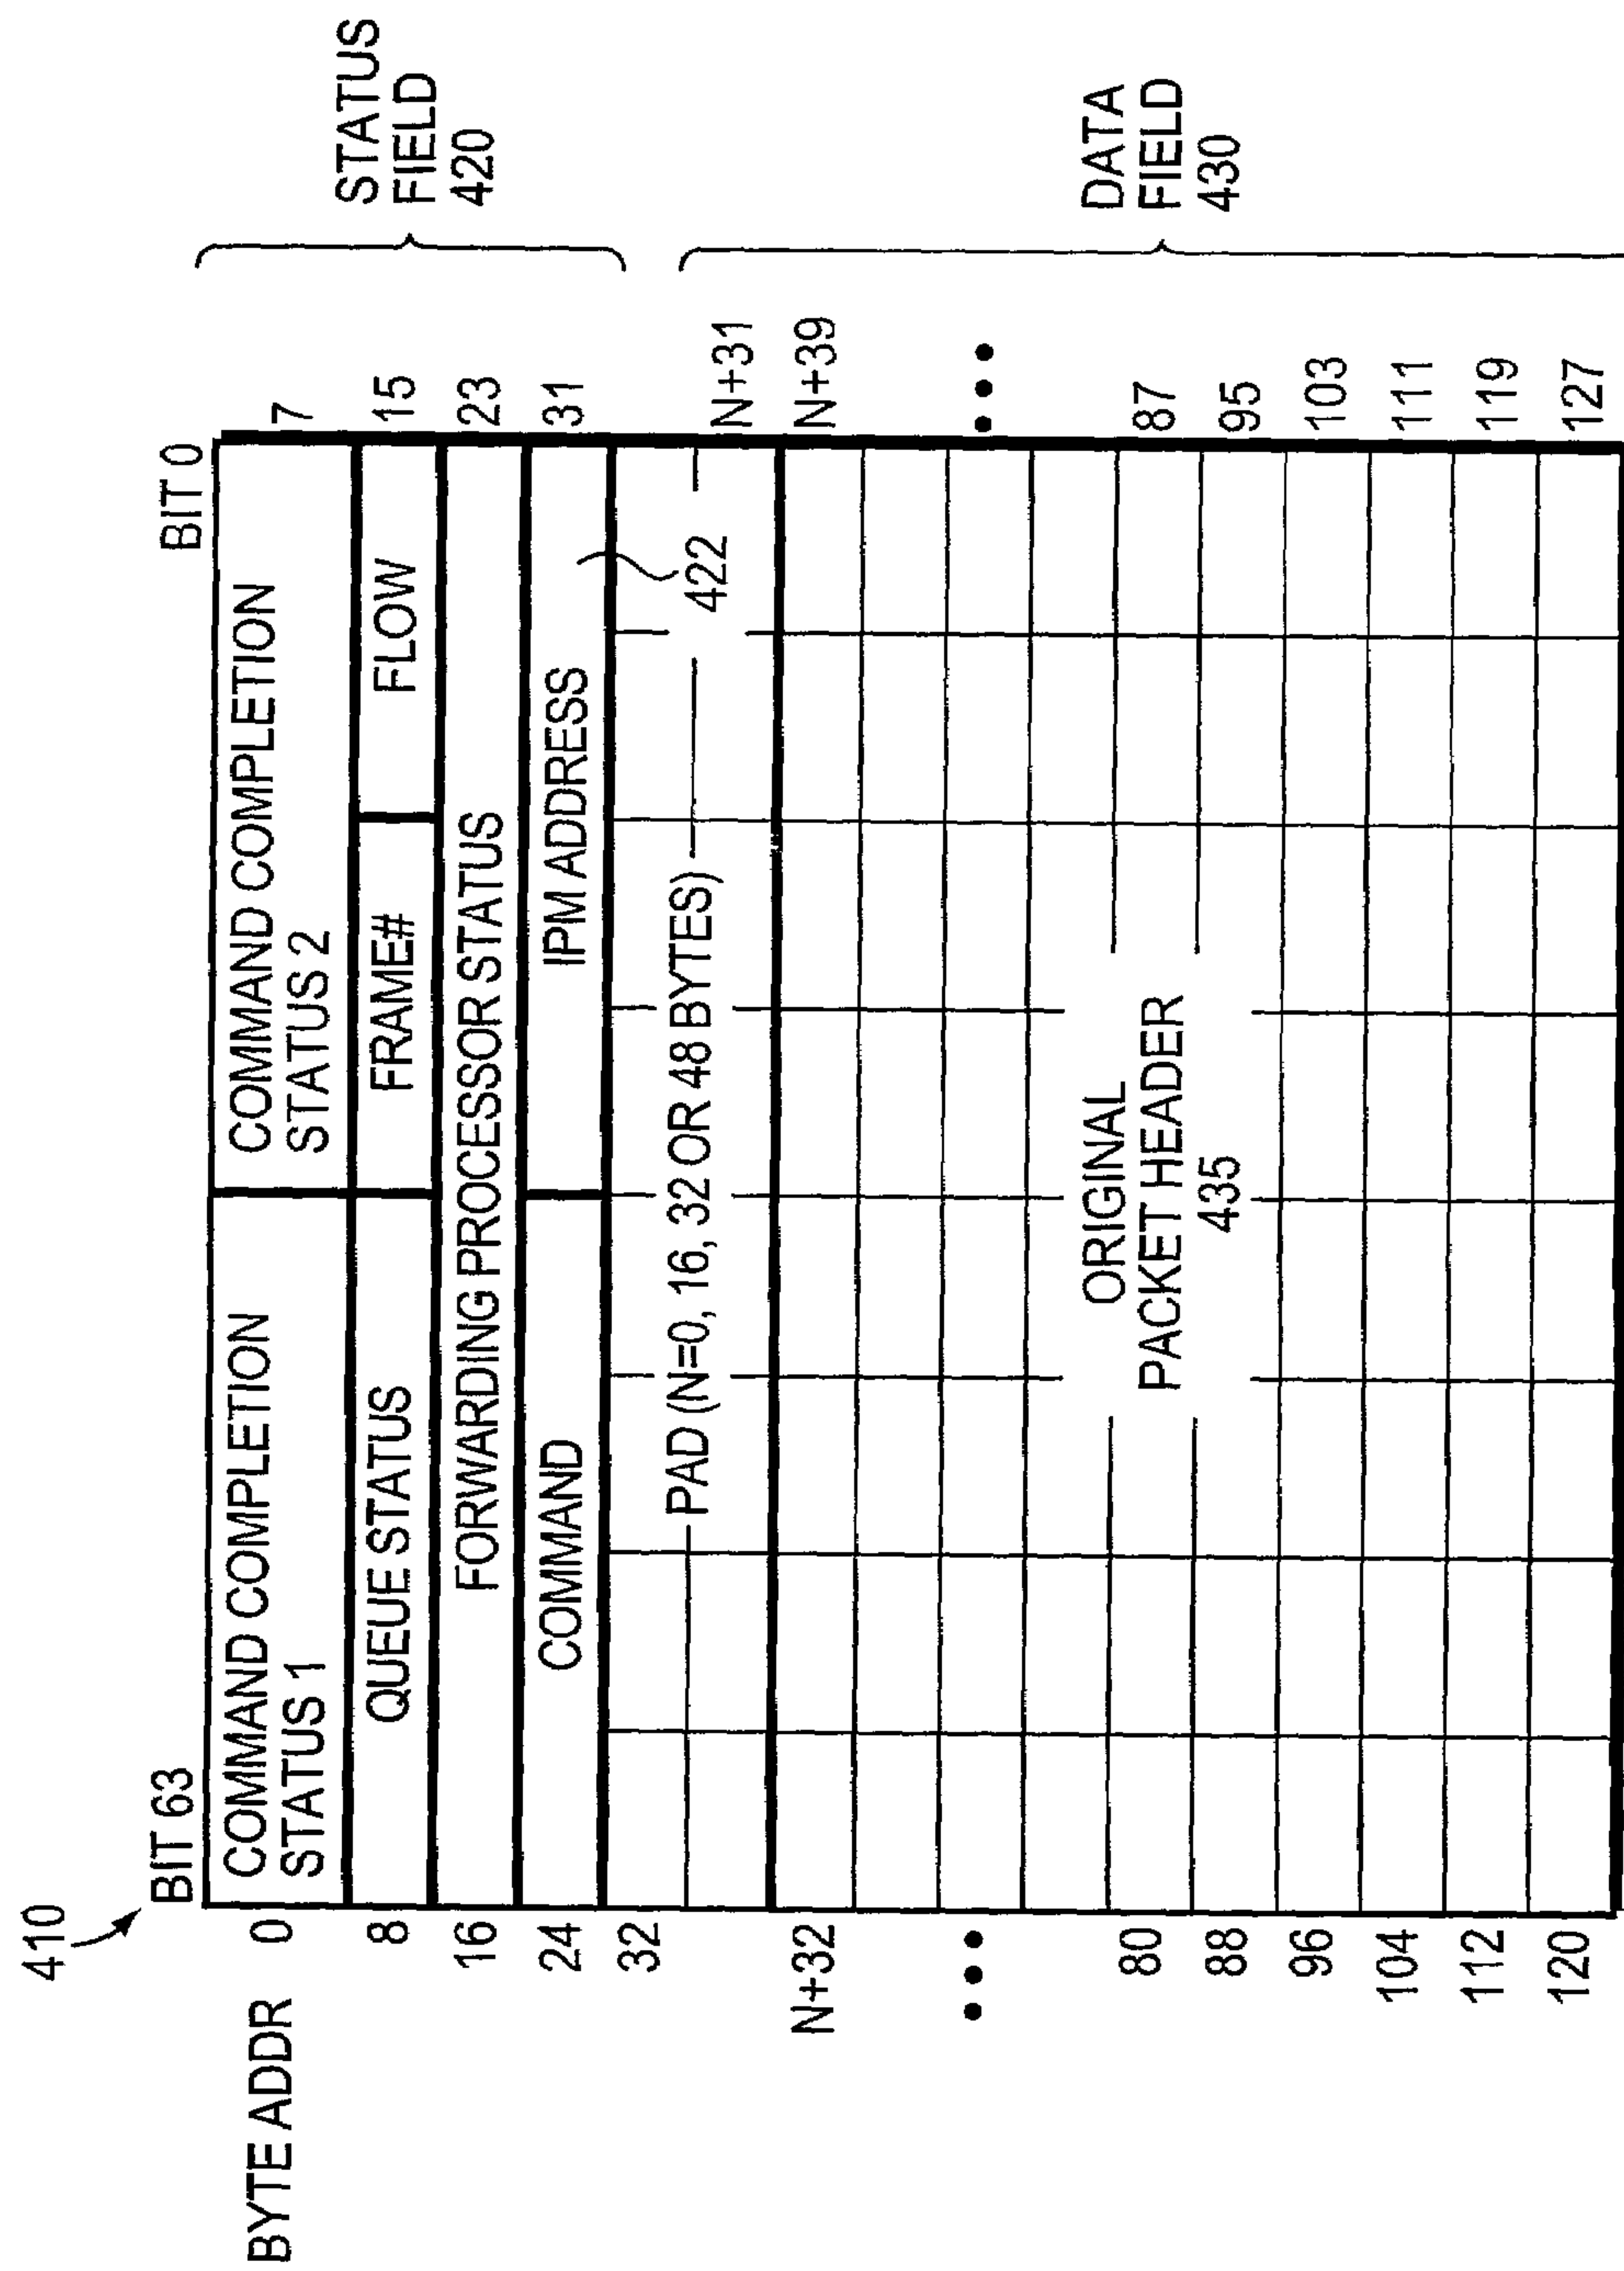 410
BIT 63
BIT 0
BYTE ADDR
0
COMMAND COMPLETION
STATUS 1
COMMAND COMPLETION
STATUS 2
7
8
QUEUE STATUS
FRAME#
FLOW
15
16
FORWARDING PROCESSOR STATUS
23
24
COMMAND
IPM ADDRESS
31
STATUS
FIELD
420
32
PAD (N=0, 16, 32 OR 48 BYTES)
422
N+31
N+32
N+39
DATA
FIELD
430
80
ORIGINAL
PACKET HEADER
435
87
88
95
96
103
104
111
112
119
120
127